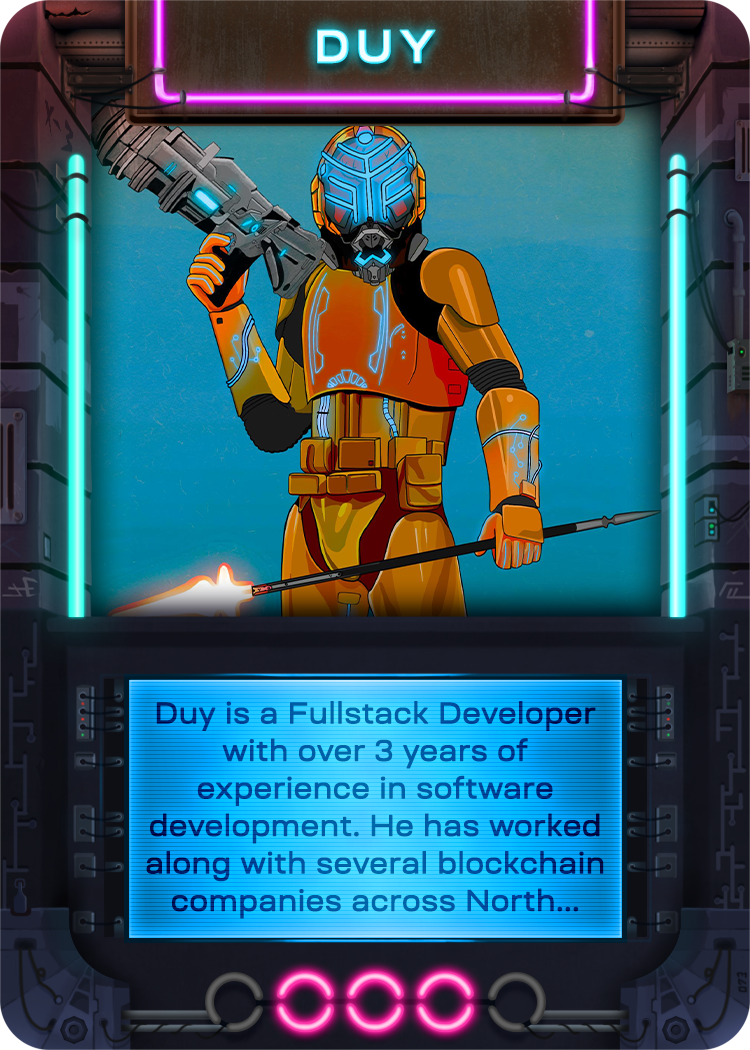 DUY
Duy is a Fullstack Developer
with over 3 years of
experience in software
development. He has worked
along with several blockchain
companies across North...